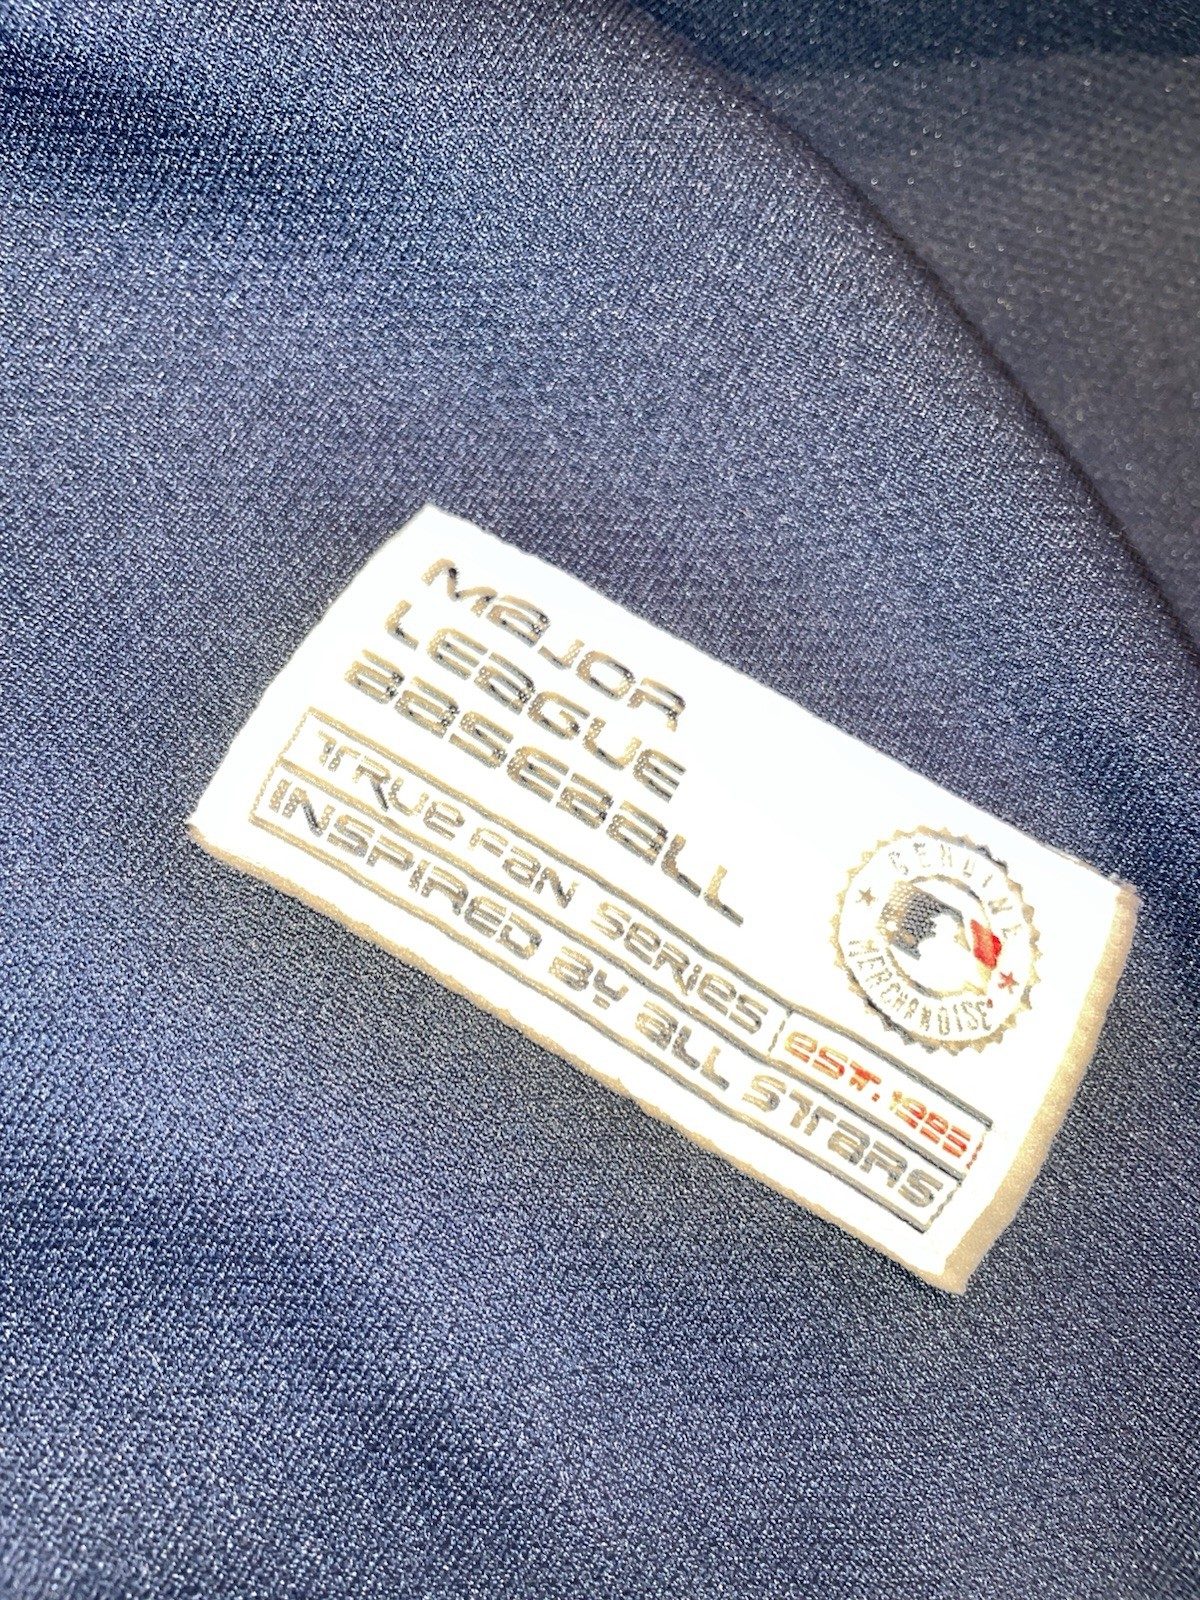 Major
League
Baseball
True Fan Series est. 1995
Inspired by All Stars
GENUINE
MERCHANDISE